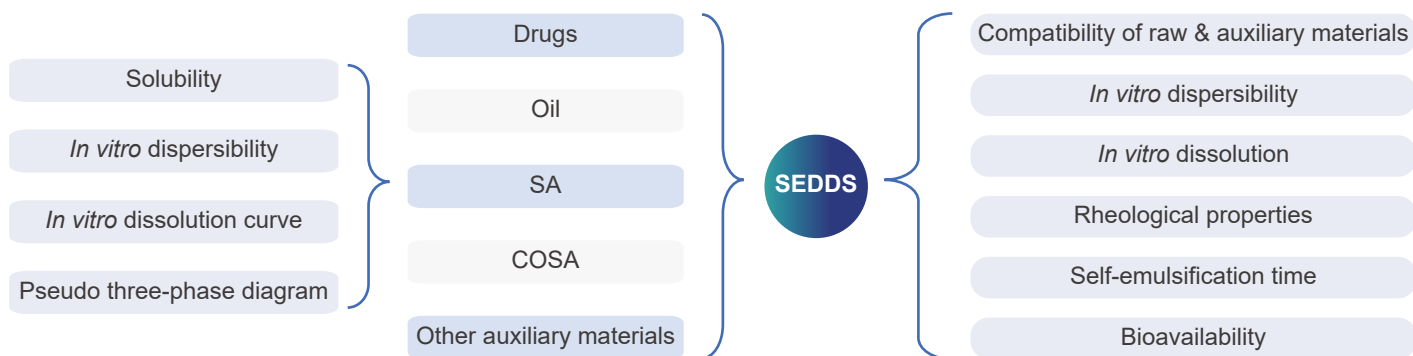 Solubility
In vitro dispersibility
In vitro dissolution curve
Pseudo three-phase diagram
Drugs
Oil
SA
COSA
Other auxiliary materials
SEDDS
Compatibility of raw & auxiliary materials
In vitro dispersibility
In vitro dissolution
Rheological properties
Self-emulsification time
Bioavailability